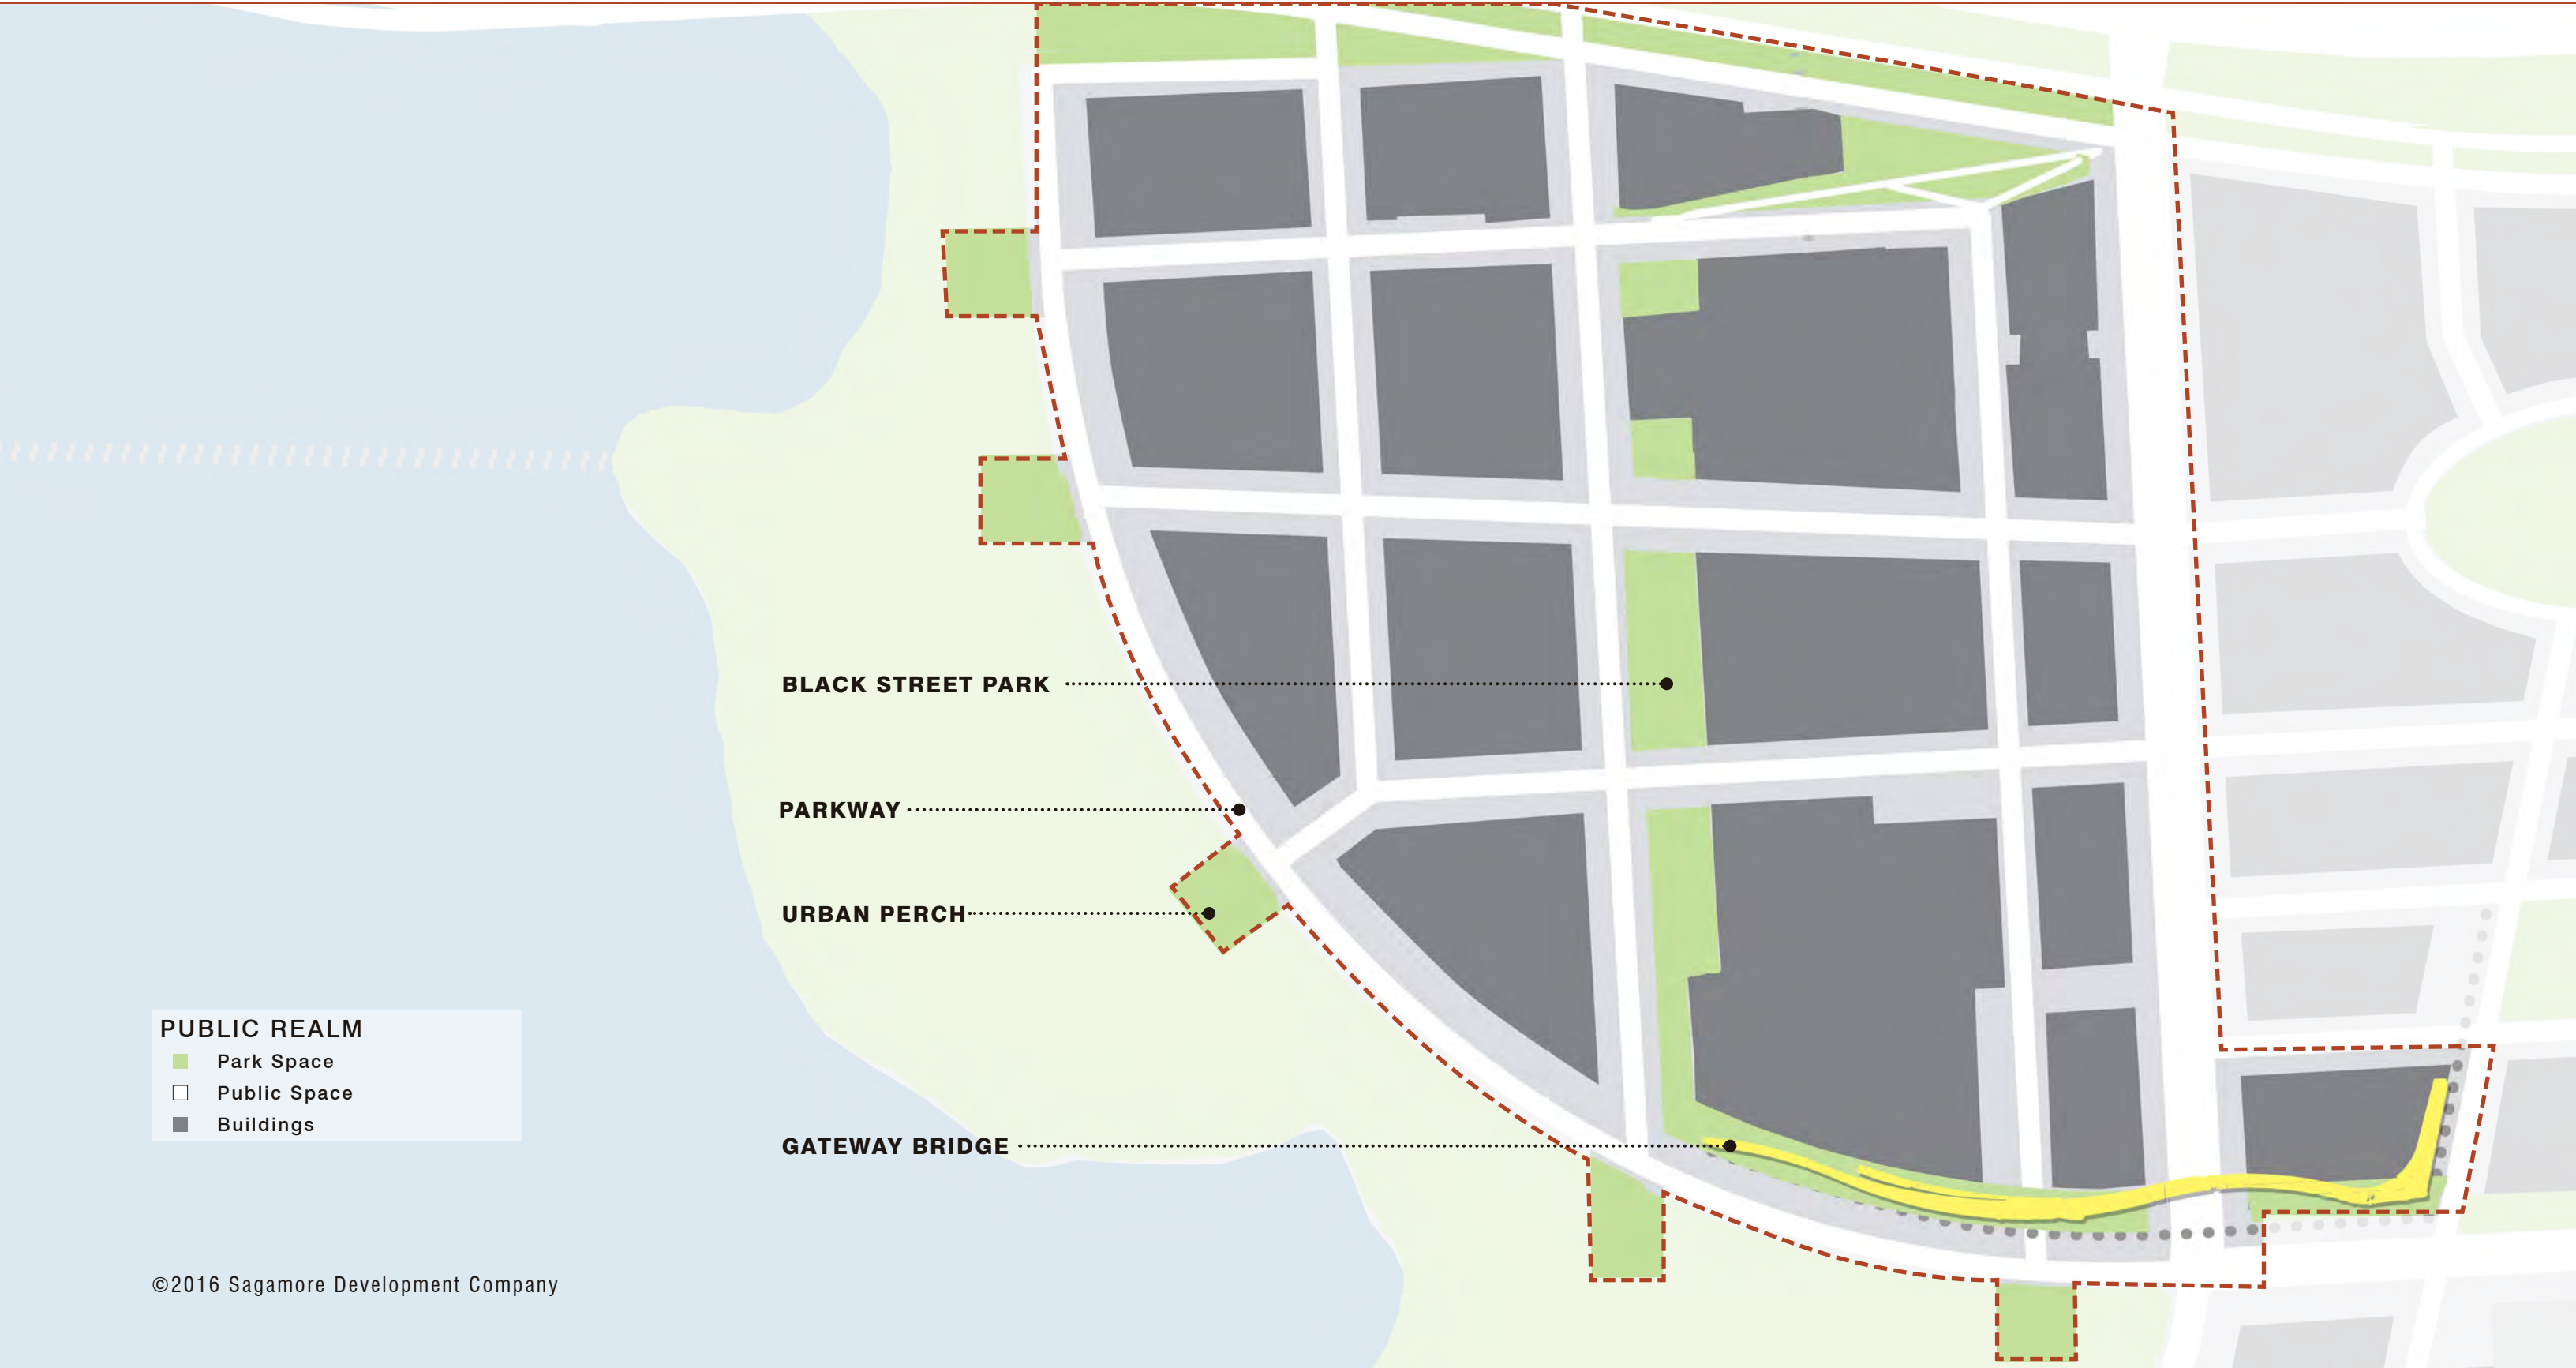 BLACK STREET PARK
PARKWAY
URBAN PERCH
PUBLIC REALM
Park Space
Public Space
Buildings
GATEWAY BRIDGE
©2016 Sagamore Development Company